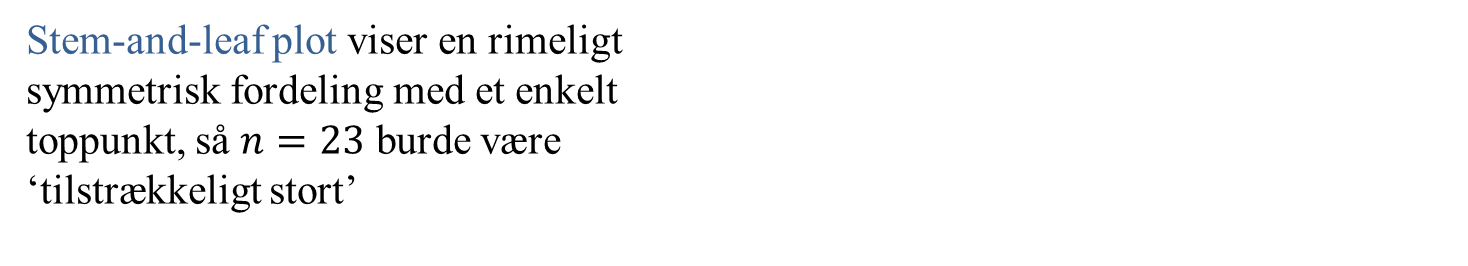 Stem-and-leaf plot viser en rimeligt
symmetrisk fordeling med et enkelt
toppunkt, så n = 23 burde være
‘tilstrækkeligt stort’